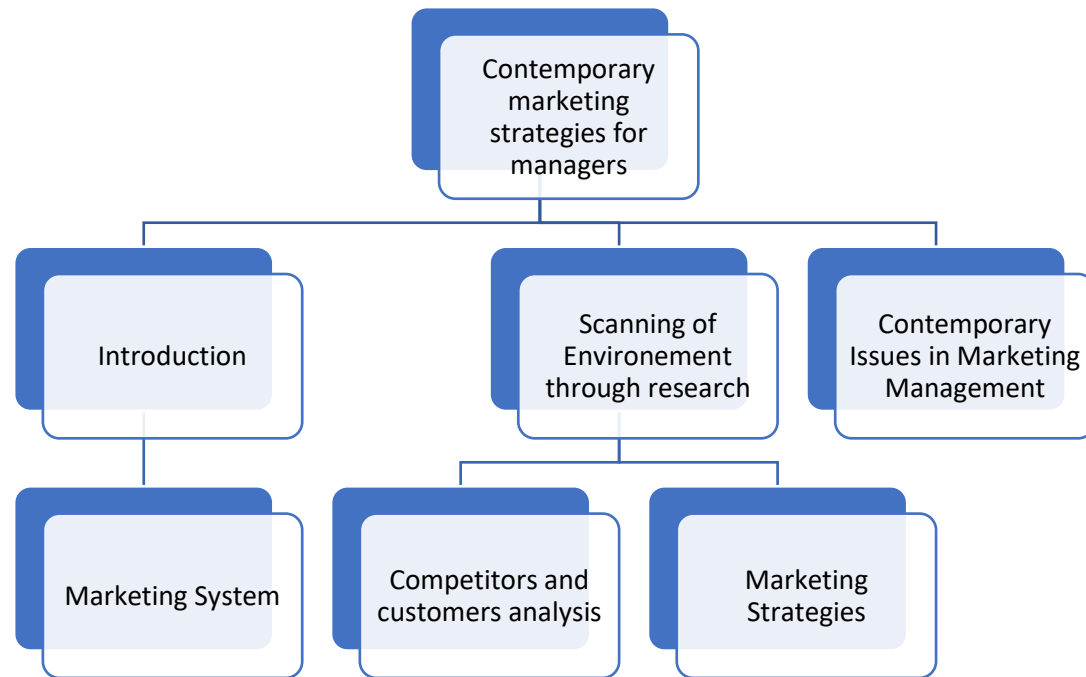 Contemporary
marketing
strategies for
managers
Introduction
Scanning of
Environement
through research
Contemporary
Issues in Marketing
Management
Marketing System
Competitors and
customers analysis
Marketing
Strategies